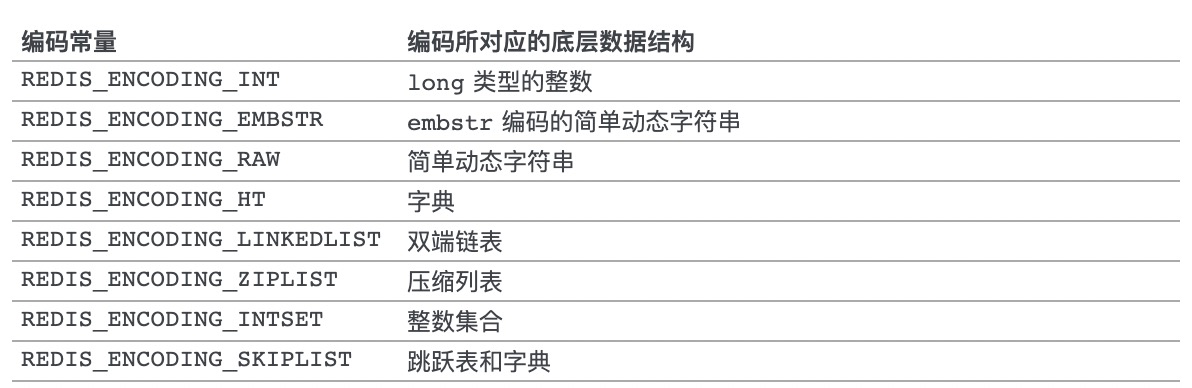 编码常量 编码所对应的底层数据结构
REDIS_ENCODING_INT long 类型的整数
REDIS_ENCODING_EMBSTR embstr 编码的简单动态字符串
REDIS_ENCODING_RAW 简单动态字符串
REDIS_ENCODING_HT 字典
REDIS_ENCODING_LINKEDLIST 双端链表
REDIS_ENCODING_ZIPLIST 压缩列表
REDIS_ENCODING_INTSET 整数集合
REDIS_ENCODING_SKIPLIST 跳跃表和字典